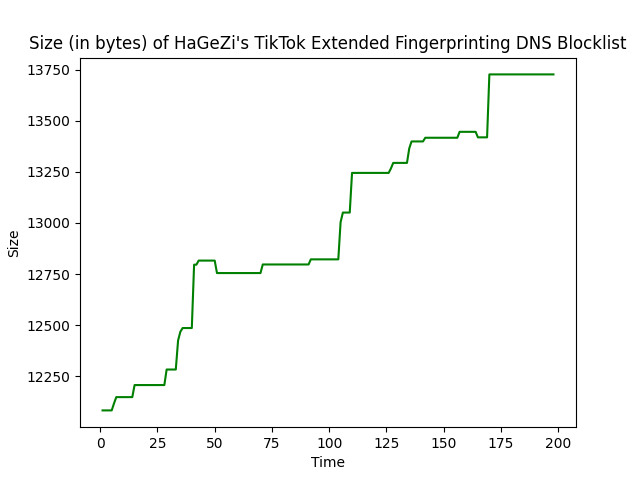 Size (in bytes) of HaGeZi's TikTok Extended Fingerprinting DNS Blocklist
13750
13500
13250
13000
12750
12500
12250
Size
0 25 50 75 100 125 150 175 200
Time